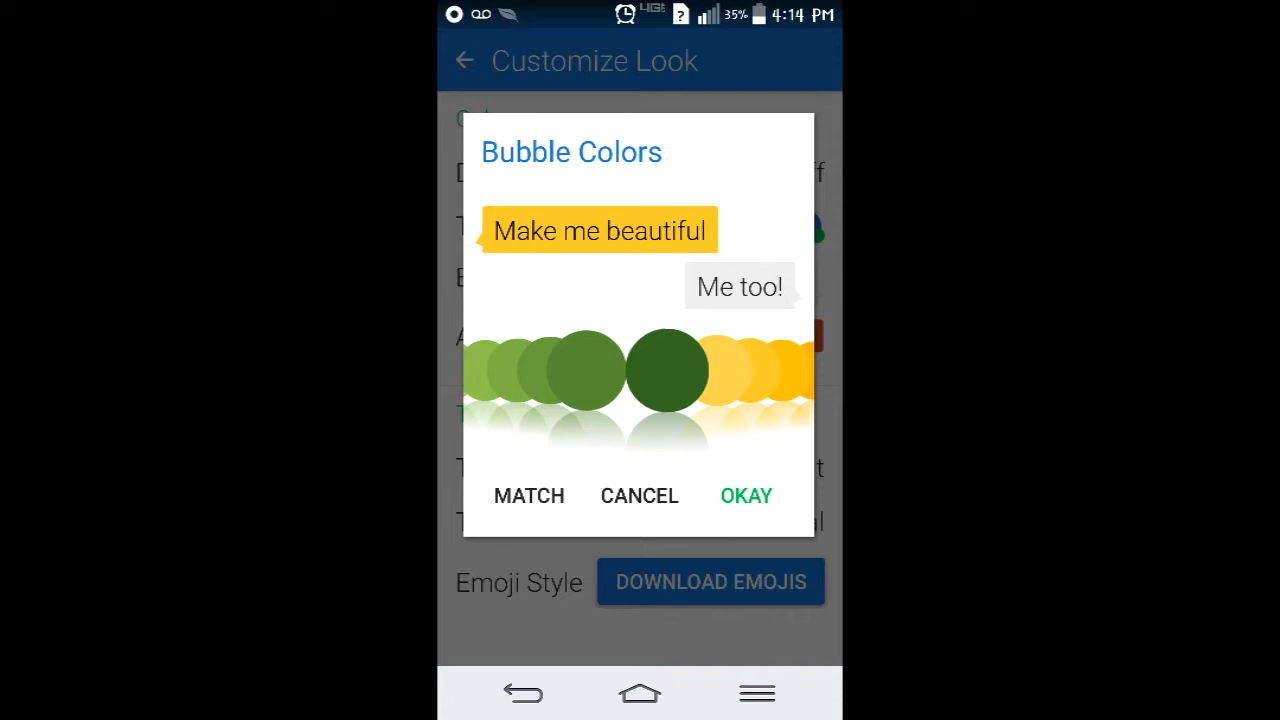 4G 35% 4:14 PM
Customize Look
Bubble Colors
Make me beautiful
Me too!
MATCH CANCEL OKAY
Emoji Style DOWNLOAD EMOJIS